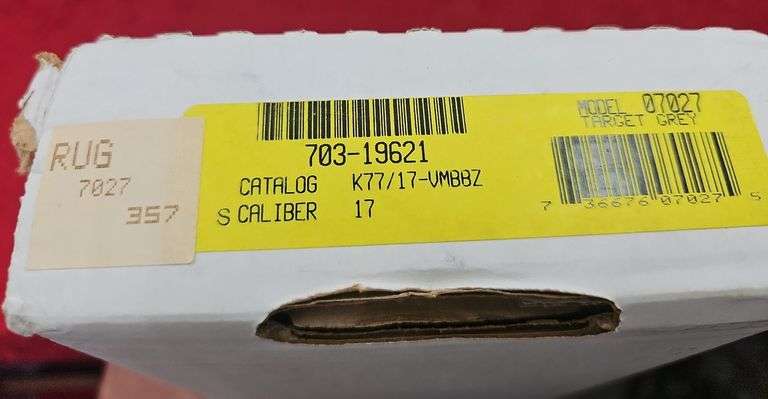 RUG
7027
357
703-19621
CATALOG K77/17-VMBBZ
S CALIBER 17
MODEL 07027
TARGET GREY
7 36676 07027 5